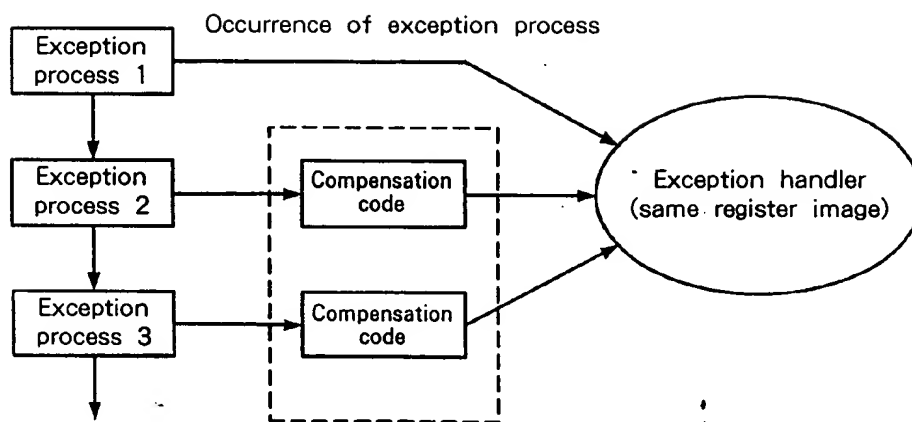 Occurrence of exception process
Exception
process 1
Exception
process 2
Compensation
code
Exception handler
(same register image)
Exception
process 3
Compensation
code